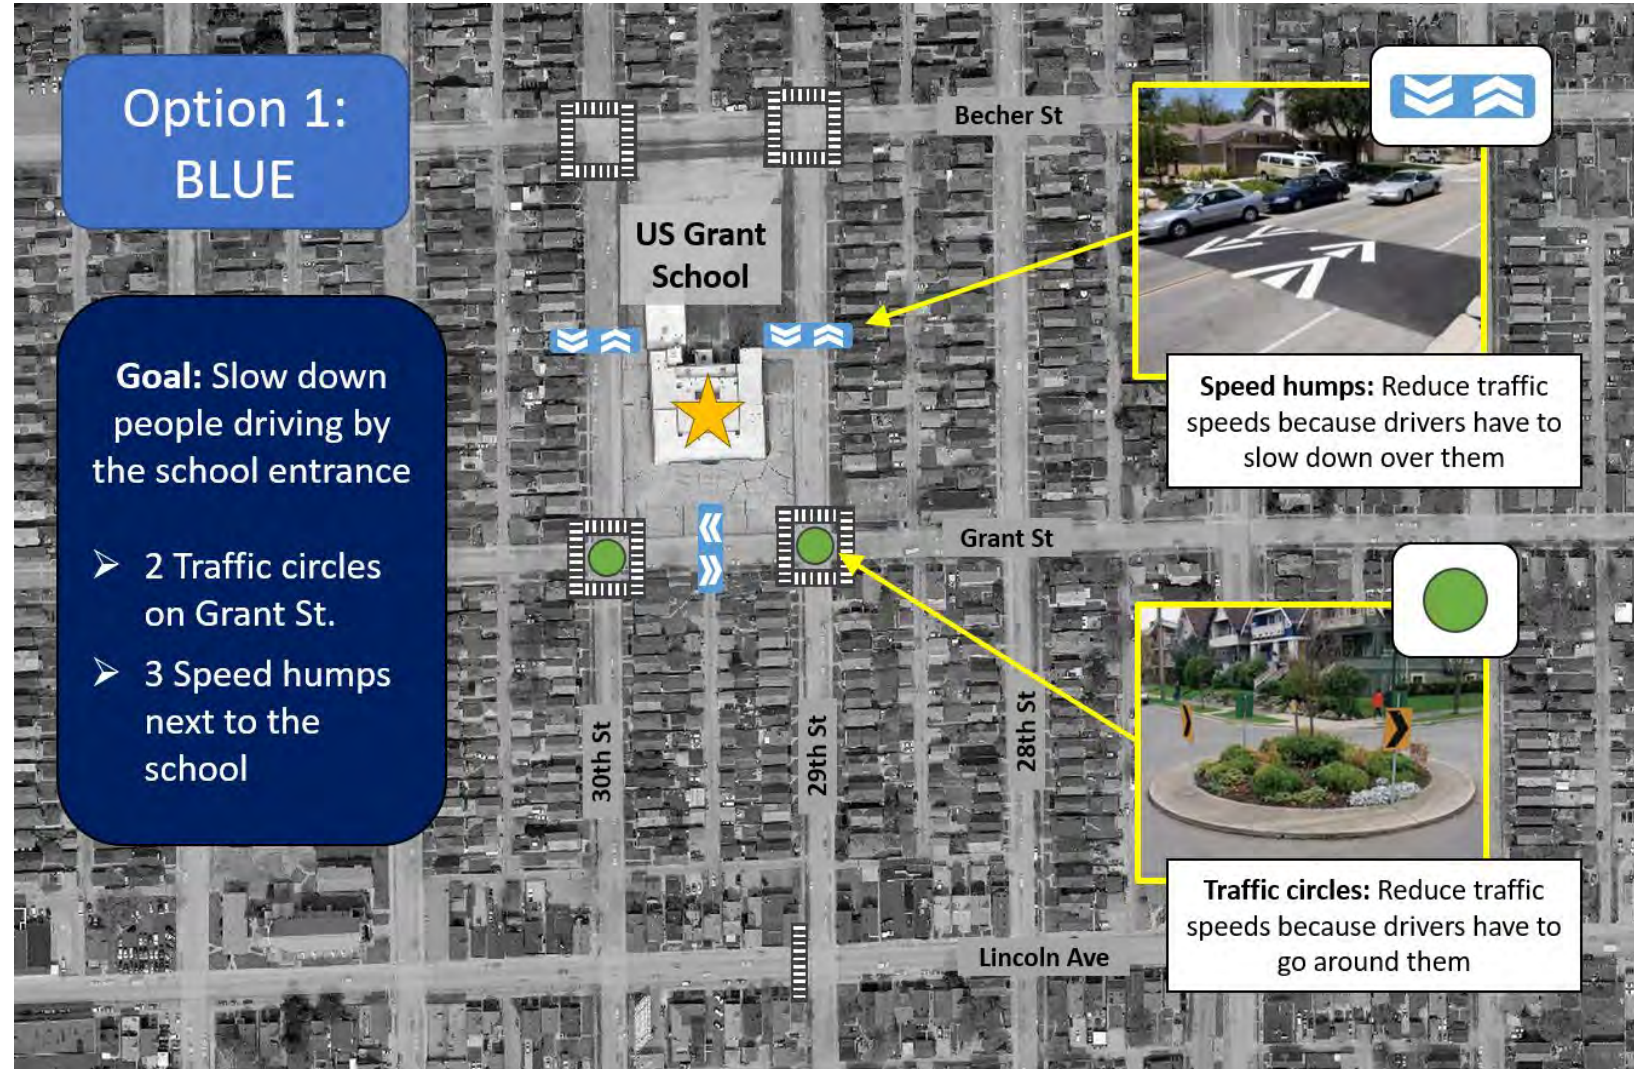 Option 1:
BLUE
Goal: Slow down
people driving by
the school entrance
➢ 2 Traffic circles
on Grant St.
➢ 3 Speed humps
next to the
school
Becher St
US Grant
School
Grant St
30th St
29th St
28th St
Lincoln Ave
Speed humps: Reduce traffic
speeds because drivers have to
slow down over them
Traffic circles: Reduce traffic
speeds because drivers have to
go around them